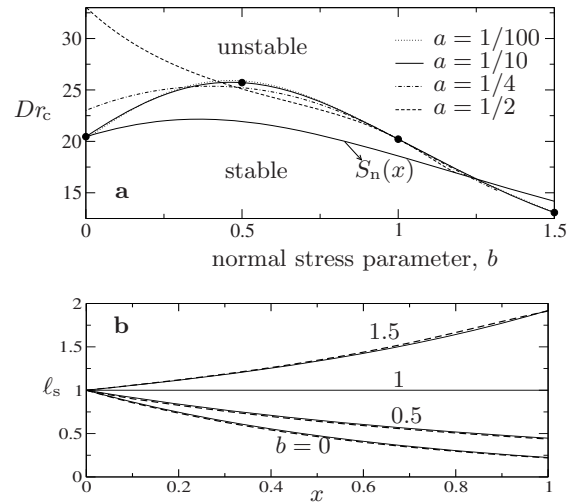 30
25
20
15
Dr_c
unstable
a = 1/100
a = 1/10
a = 1/4
a = 1/2
stable
S_n(x)
a
0
0.5
1
1.5
normal stress parameter, b
2
1.5
1
0.5
0
ℓ_s
b
1.5
1
0.5
b = 0
0
0.2
0.4
0.6
0.8
1
x